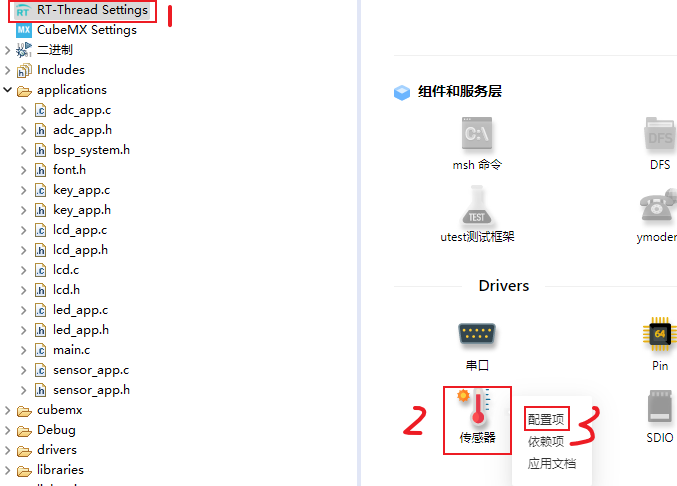 RT-Thread Settings
1
CubeMX Settings
二进制
Includes
applications
adc_app.c
adc_app.h
bsp_system.h
font.h
key_app.c
key_app.h
lcd_app.c
lcd_app.h
lcd.c
lcd.h
led_app.c
led_app.h
main.c
sensor_app.c
sensor_app.h
cubemx
Debug
drivers
libraries
组件和服务层
C:\
DFS
msh 命令
DFS
TEST
utest测试框架
ymoder
Drivers
64
串口
Pin
2
传感器
配置项
3
依赖项
应用文档
SDIO